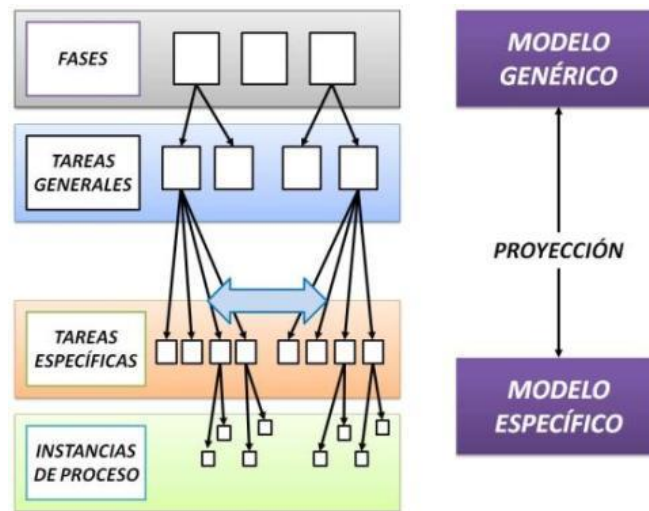 FASES
TAREAS
GENERALES
TAREAS
ESPECÍFICAS
INSTANCIAS
DE PROCESO
MODELO
GENÉRICO
PROYECCIÓN
MODELO
ESPECÍFICO